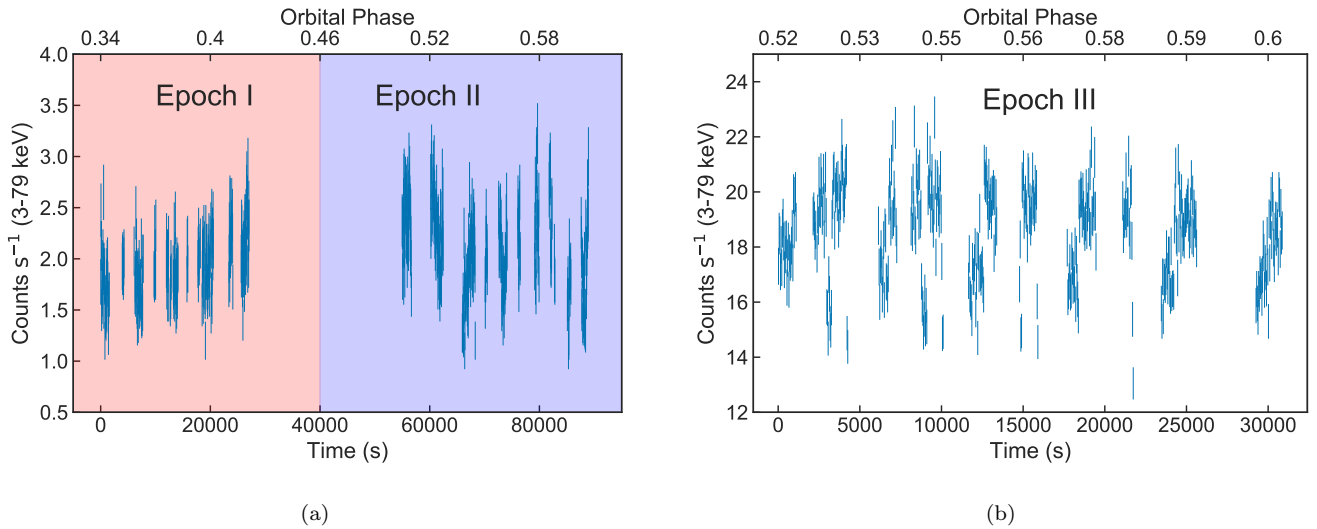 Orbital Phase
0.34 0.4 0.46 0.52 0.58
4.0
3.5
3.0
2.5
2.0
1.5
1.0
0.5
Counts s⁻¹ (3-79 keV)
Epoch I
Epoch II
0 20000 40000 60000 80000
Time (s)
(a)
Orbital Phase
0.52 0.53 0.55 0.56 0.58 0.59 0.6
24
22
20
18
16
14
12
Counts s⁻¹ (3-79 keV)
Epoch III
0 5000 10000 15000 20000 25000 30000
Time (s)
(b)